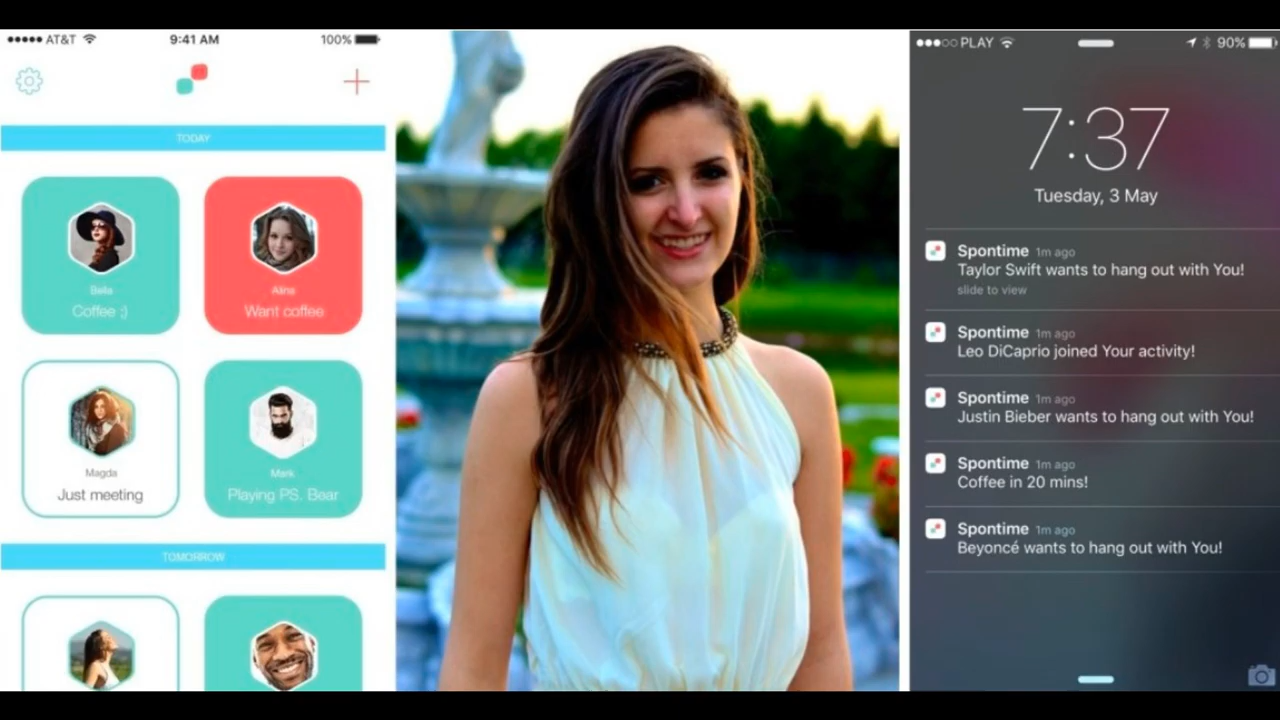 AT&T 9:41 AM 100%
TODAY
Bella
Coffee ;)
Alina
Want coffee
Magda
Just meeting
Mark
Playing PS. Bear
TOMORROW
PLAY 90%
7:37
Tuesday, 3 May
Spontime 1m ago
Taylor Swift wants to hang out with You!
slide to view
Spontime 1m ago
Leo DiCaprio joined Your activity!
Spontime 1m ago
Justin Bieber wants to hang out with You!
Spontime 1m ago
Coffee in 20 mins!
Spontime 1m ago
Beyoncé wants to hang out with You!